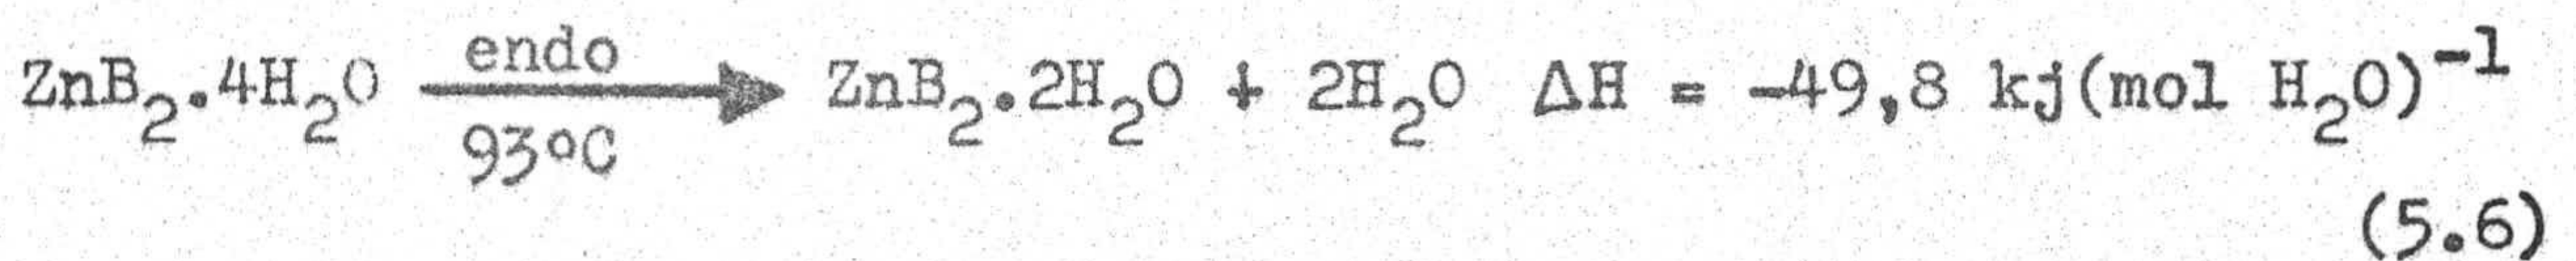 ZnB₂.4H₂O endo 93°C ⟶ ZnB₂.2H₂O + 2H₂O ΔH = -49,8 kj(mol H₂O)⁻¹
(5.6)